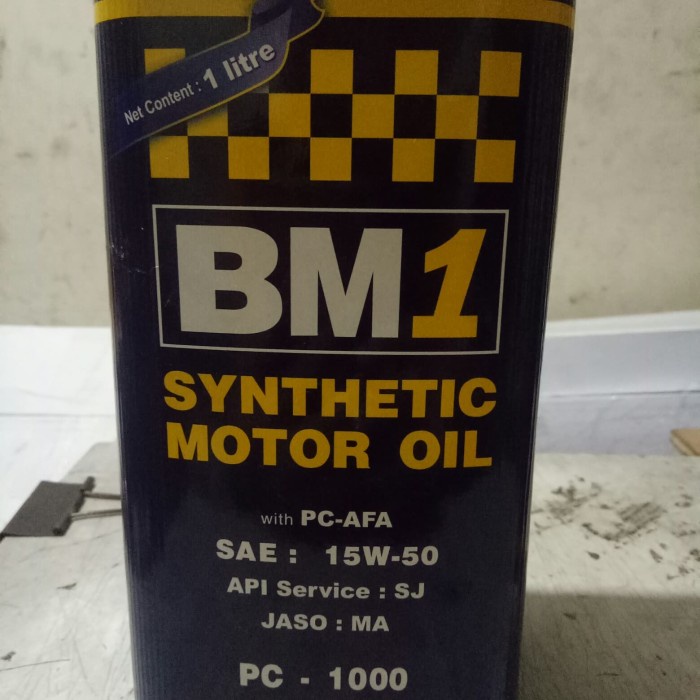 Net Content : 1 litre
BM1
SYNTHETIC
MOTOR OIL
with PC-AFA
SAE : 15W-50
API Service : SJ
JASO : MA
PC - 1000